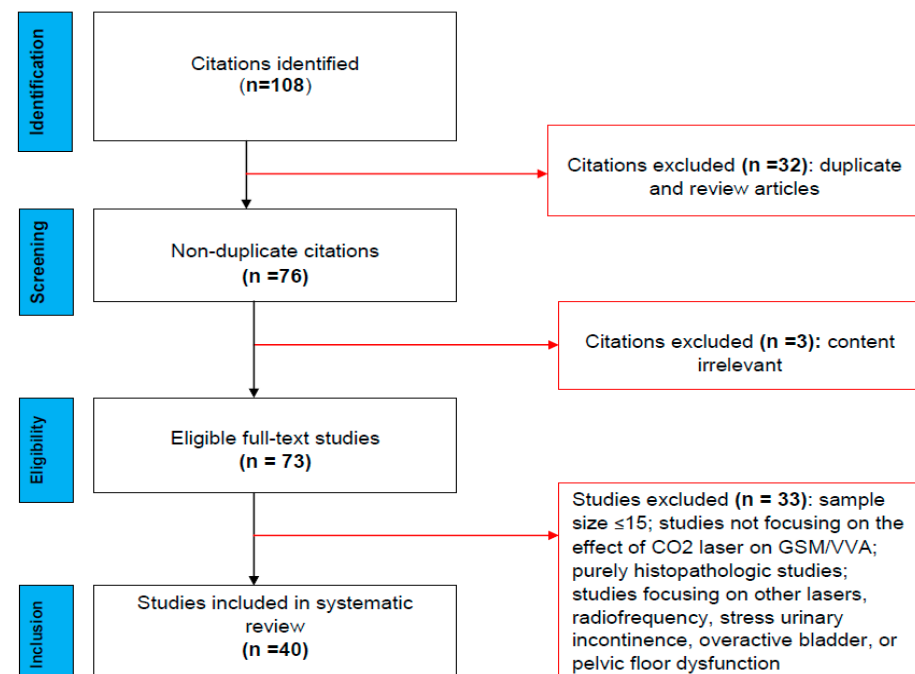 Identification
Citations identified
(n=108)
Citations excluded (n =32): duplicate
and review articles
Screening
Non-duplicate citations
(n =76)
Citations excluded (n =3): content
irrelevant
Eligibility
Eligible full-text studies
(n = 73)
Studies excluded (n = 33): sample
size ≤15; studies not focusing on the
effect of CO2 laser on GSM/VVA;
purely histopathologic studies;
studies focusing on other lasers,
radiofrequency, stress urinary
incontinence, overactive bladder, or
pelvic floor dysfunction
Inclusion
Studies included in systematic
review
(n =40)